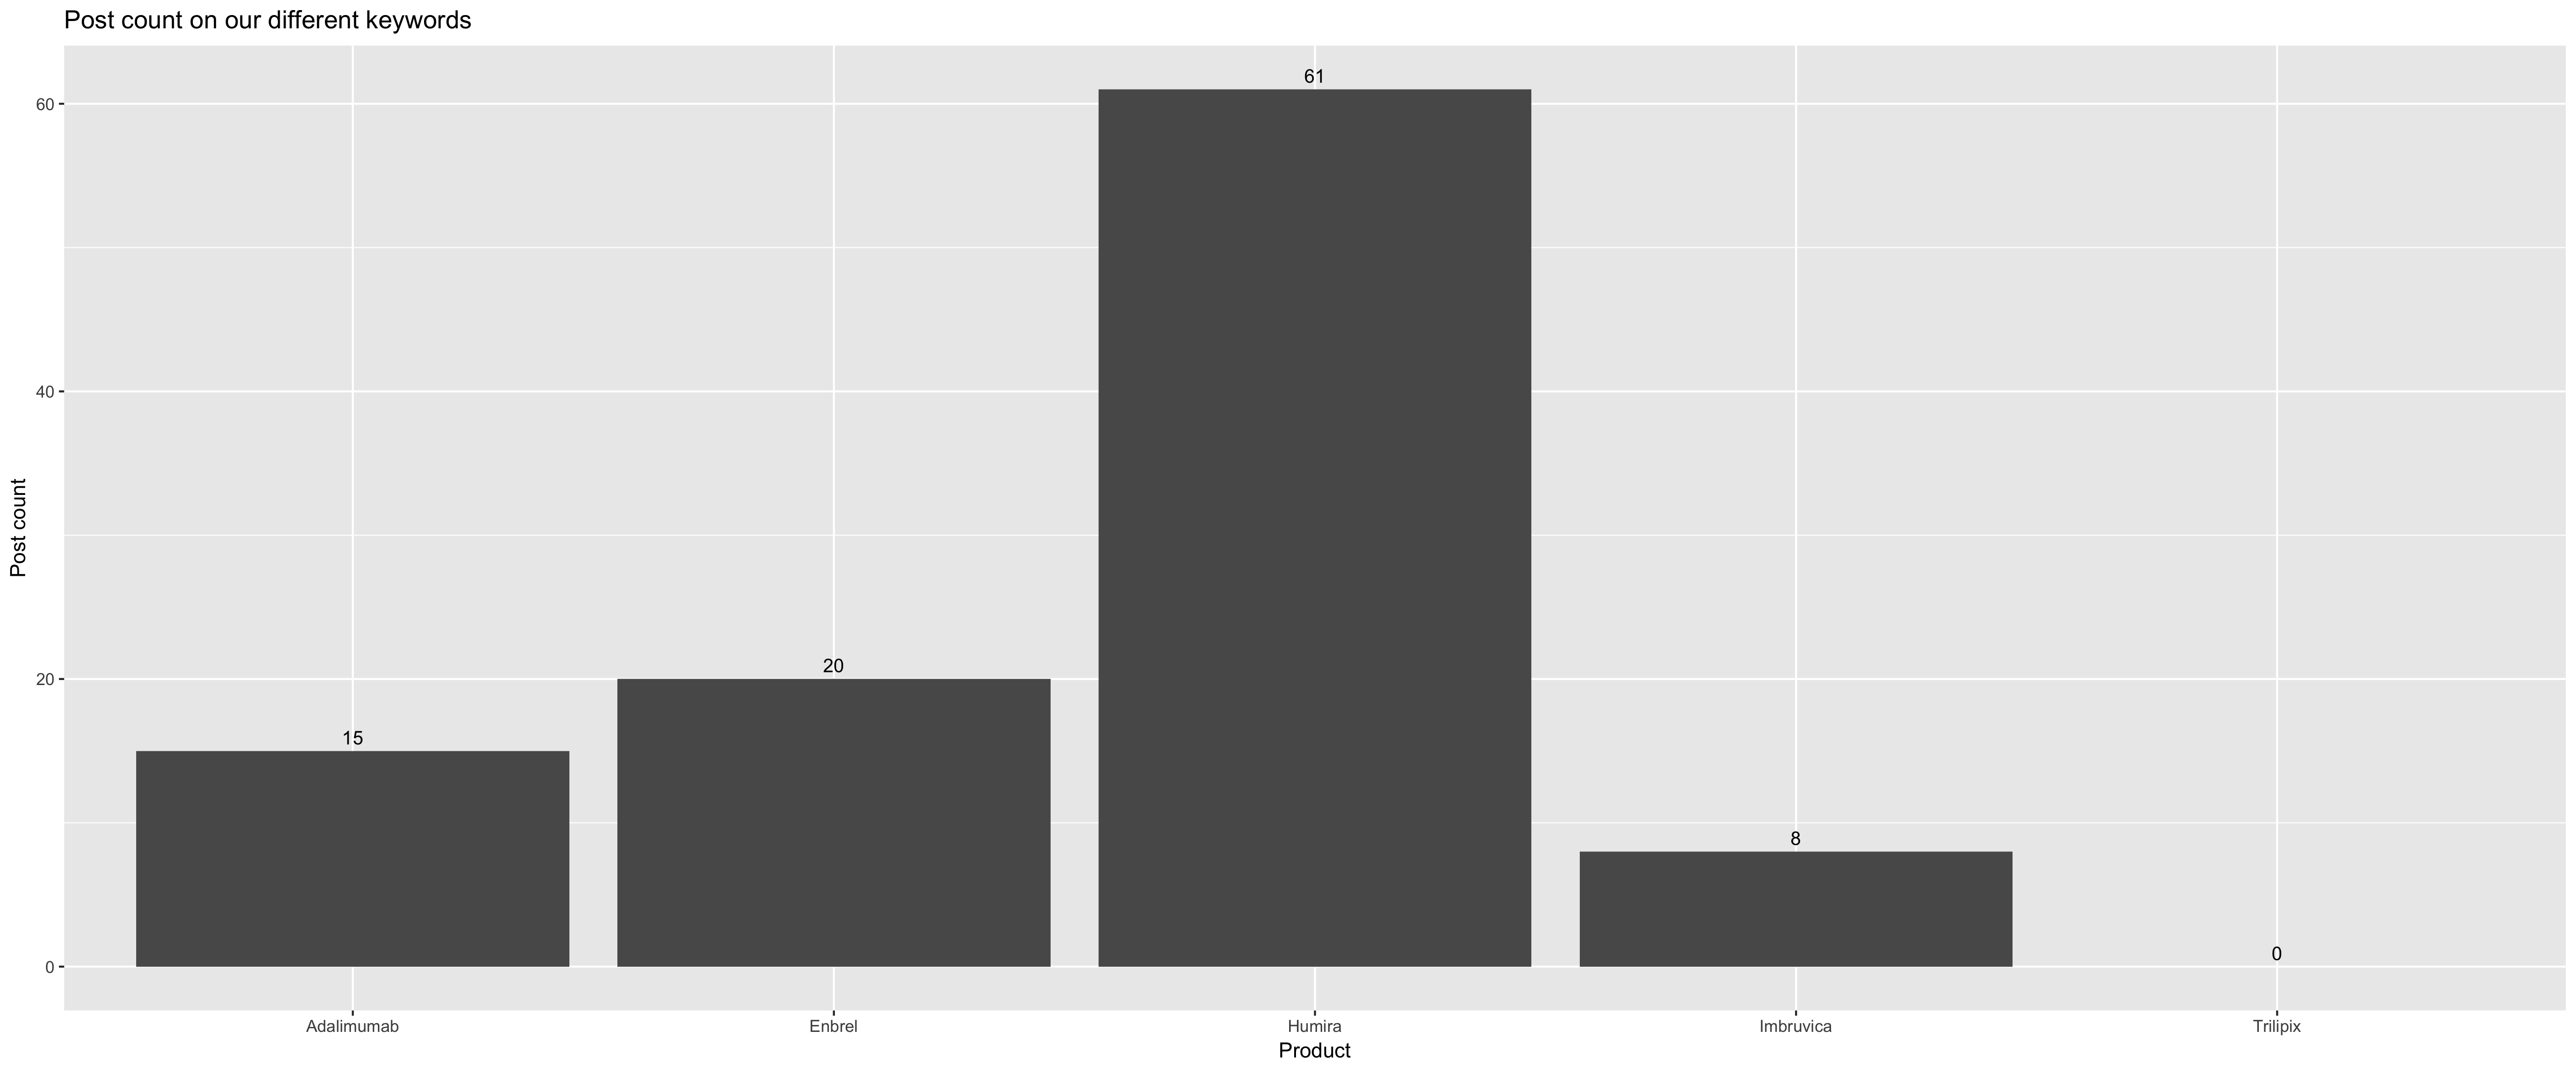 Post count on our different keywords
61
60
40
Post count
20
20
15
8
0
0
Adalimumab
Enbrel
Humira
Imbruvica
Trilipix
Product